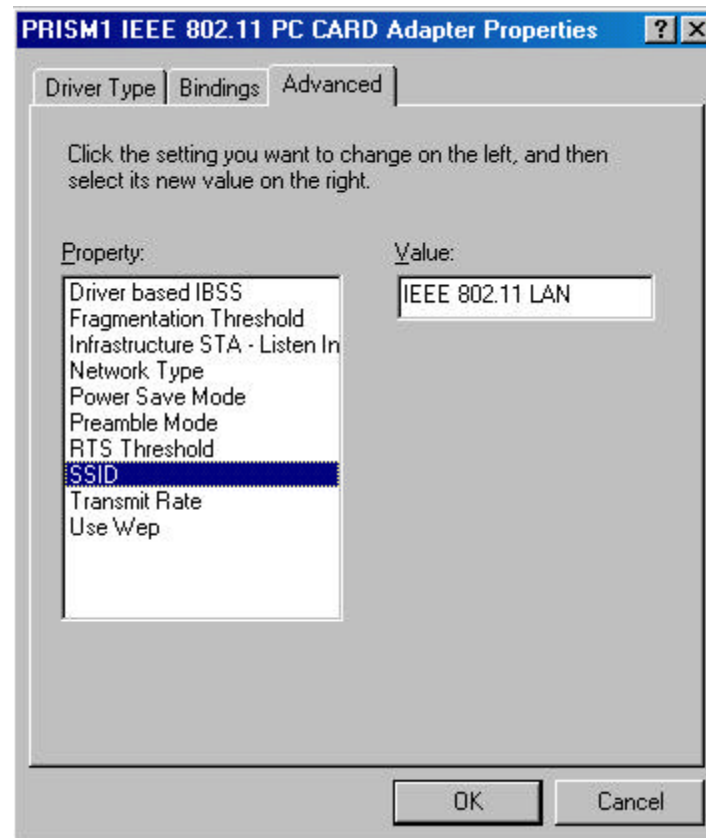 PRISM1 IEEE 802.11 PC CARD Adapter Properties ? ×
Driver Type Bindings Advanced
Click the setting you want to change on the left, and then
select its new value on the right.
Property: Value:
Driver based IBSS IEEE 802.11 LAN
Fragmentation Threshold
Infrastructure STA - Listen In
Network Type
Power Save Mode
Preamble Mode
RTS Threshold
SSID
Transmit Rate
Use Wep
OK Cancel